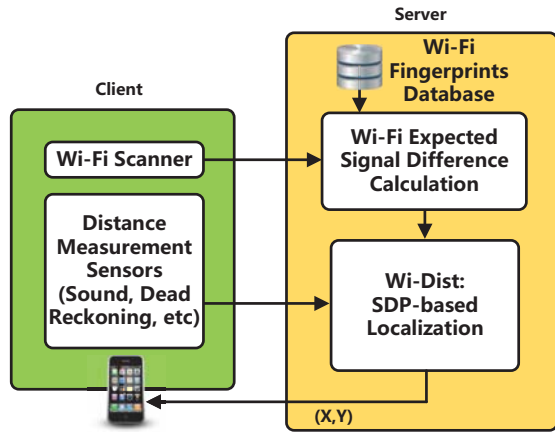 Server
Wi-Fi
Fingerprints
Database
Client
Wi-Fi Scanner
Wi-Fi Expected
Signal Difference
Calculation
Distance
Measurement
Sensors
(Sound, Dead
Reckoning, etc)
Wi-Dist:
SDP-based
Localization
(X,Y)